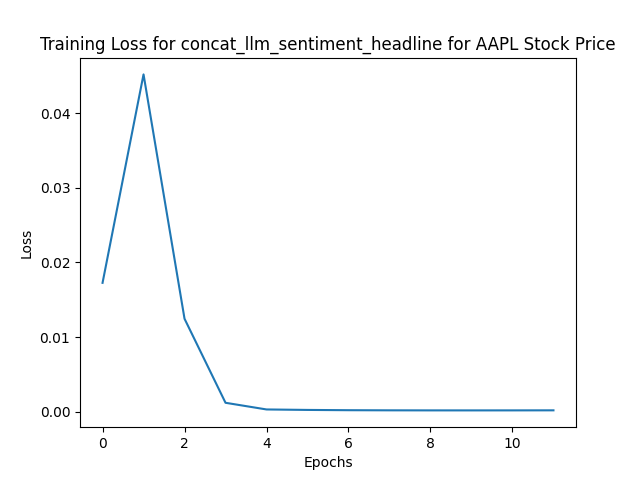 Training Loss for concat_llm_sentiment_headline for AAPL Stock Price
0.04
0.03
0.02
0.01
0.00
Loss
0 2 4 6 8 10
Epochs